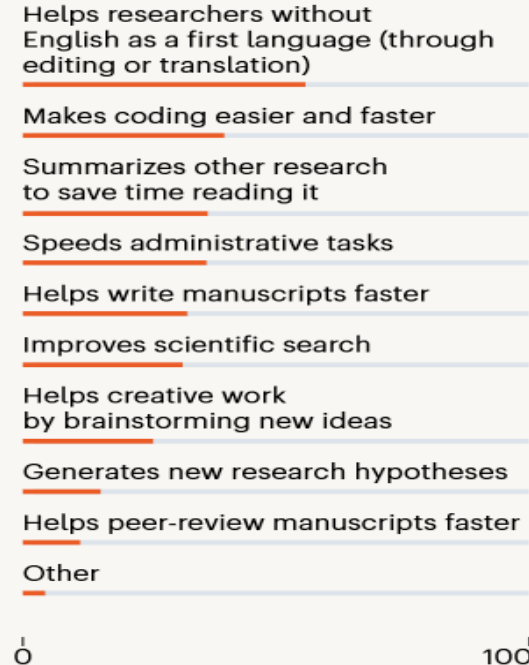 Helps researchers without
English as a first language (through
editing or translation)
Makes coding easier and faster
Summarizes other research
to save time reading it
Speeds administrative tasks
Helps write manuscripts faster
Improves scientific search
Helps creative work
by brainstorming new ideas
Generates new research hypotheses
Helps peer-review manuscripts faster
Other
0 100